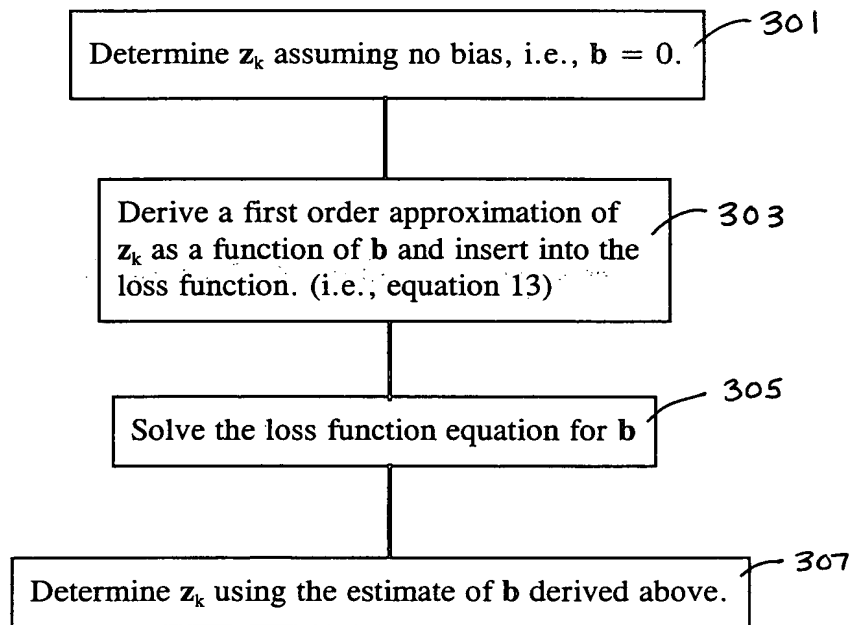 301
Determine z_k assuming no bias, i.e., b = 0.
303
Derive a first order approximation of
z_k as a function of b and insert into the
loss function. (i.e., equation 13)
305
Solve the loss function equation for b
307
Determine z_k using the estimate of b derived above.